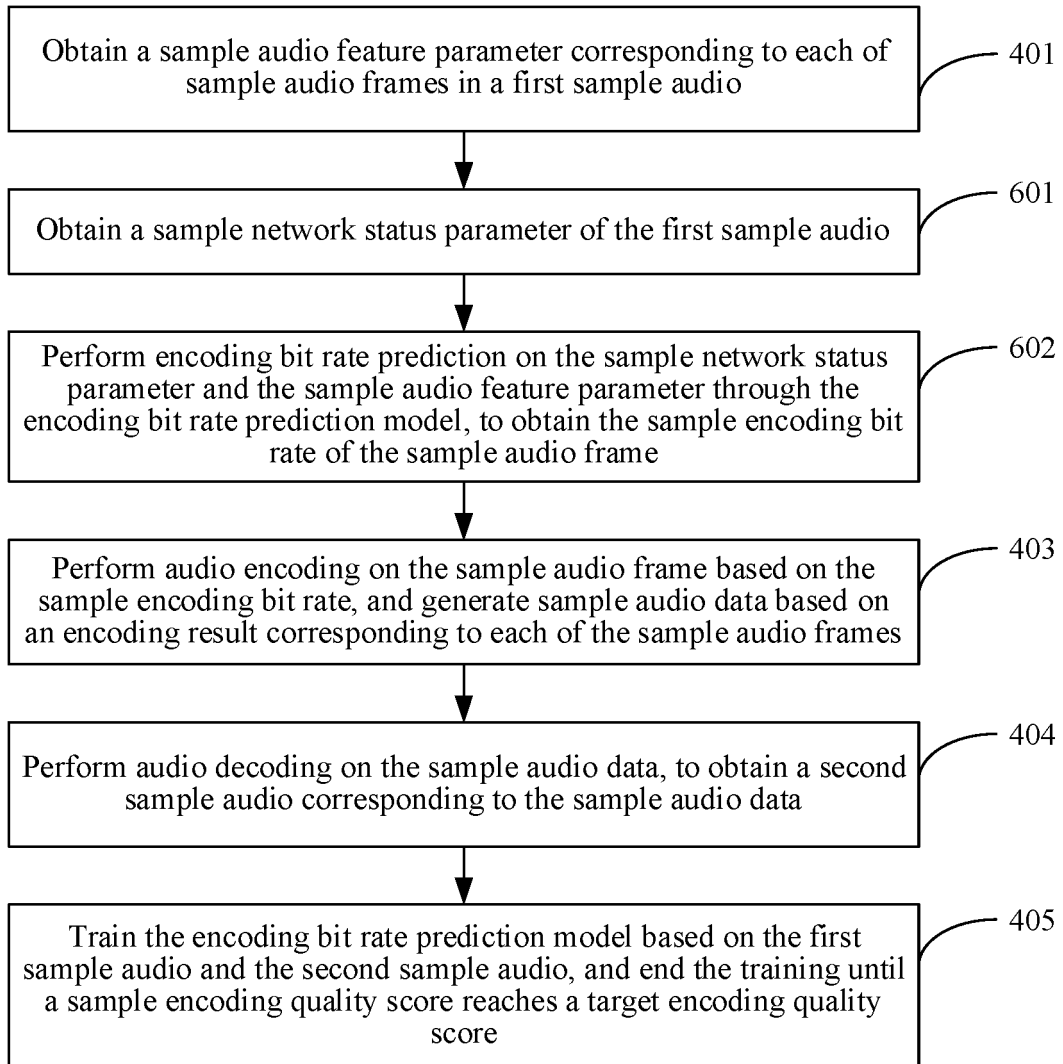 Obtain a sample audio feature parameter corresponding to each of
sample audio frames in a first sample audio
401
Obtain a sample network status parameter of the first sample audio
601
Perform encoding bit rate prediction on the sample network status
parameter and the sample audio feature parameter through the
encoding bit rate prediction model, to obtain the sample encoding bit
rate of the sample audio frame
602
Perform audio encoding on the sample audio frame based on the
sample encoding bit rate, and generate sample audio data based on
an encoding result corresponding to each of the sample audio frames
403
Perform audio decoding on the sample audio data, to obtain a second
sample audio corresponding to the sample audio data
404
Train the encoding bit rate prediction model based on the first
sample audio and the second sample audio, and end the training until
a sample encoding quality score reaches a target encoding quality
score
405